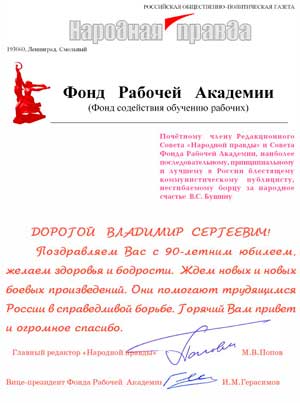 РОССИЙСКАЯ ОБЩЕСТВЕННО-ПОЛИТИЧЕСКАЯ ГАЗЕТА
Народная правда
193060, Ленинград, Смольный
Фонд Рабочей Академии
(Фонд содействия обучению рабочих)
Почётному члену Редакционного
Совета «Народной правды» и Совета
Фонда Рабочей Академии, наиболее
последовательному, принципиальному
и лучшему в России блестящему
коммунистическому публицисту,
несгибаемому борцу за народное
счастье В.С. Бушину
ДОРОГОЙ ВЛАДИМИР СЕРГЕЕВИЧ!
Поздравляем Вас с 90-летним юбилеем,
желаем здоровья и бодрости. Ждем новых и новых
боевых произведений. Они помогают трудящимся
России в справедливой борьбе. Горячий Вам привет
и огромное спасибо.
Главный редактор «Народной правды» М.В.Попов
Вице-президент Фонда Рабочей Академии И.М.Герасимов